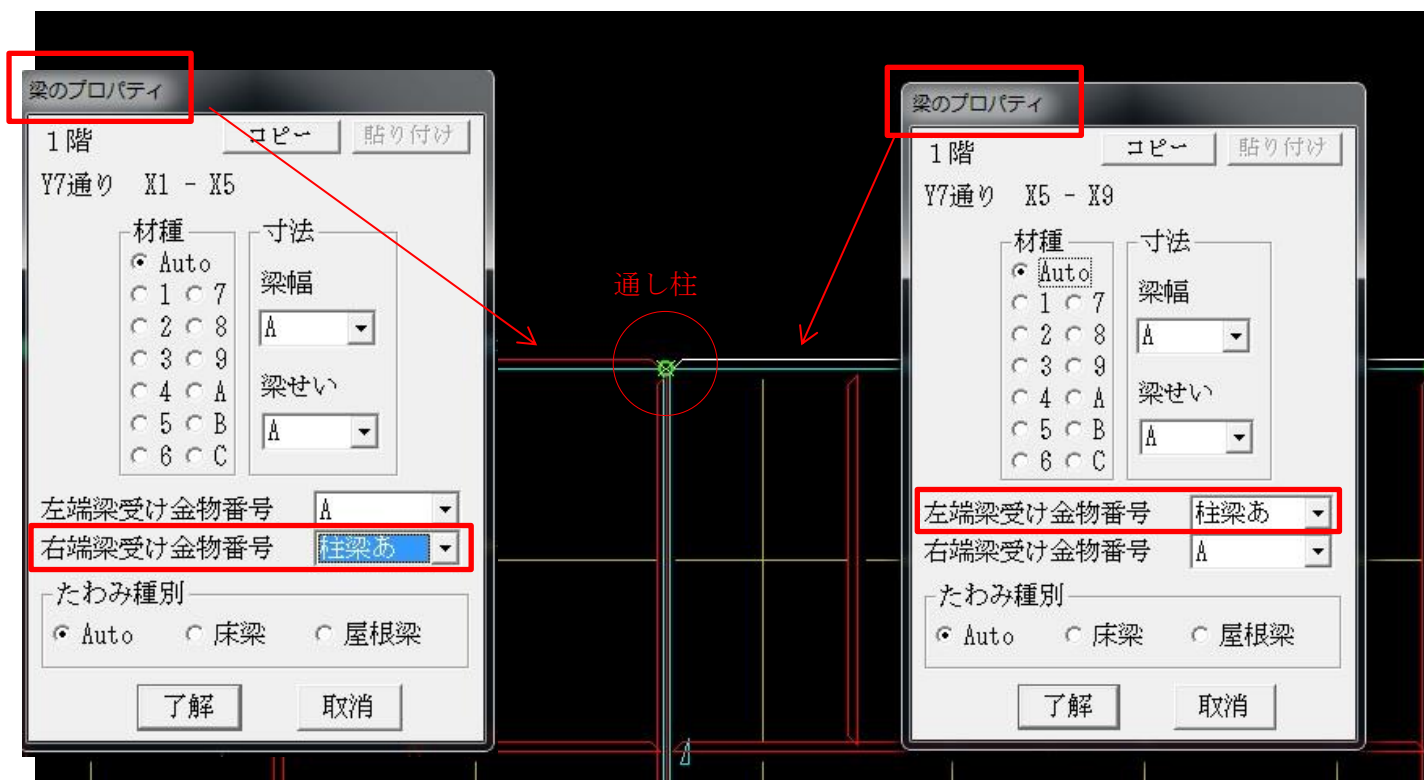 梁のプロパティ
1階 コピー 貼り付け
Y7通り X1 - X5
材種 寸法
Auto
1 7
2 8
3 9
4 A
5 B
6 C
梁幅
A
梁せい
A
左端梁受け金物番号 A
右端梁受け金物番号 柱梁あ
たわみ種別
Auto 床梁 屋根梁
了解 取消
通し柱
梁のプロパティ
1階 コピー 貼り付け
Y7通り X5 - X9
材種 寸法
Auto
1 7
2 8
3 9
4 A
5 B
6 C
梁幅
A
梁せい
A
左端梁受け金物番号 柱梁あ
右端梁受け金物番号 A
たわみ種別
Auto 床梁 屋根梁
了解 取消